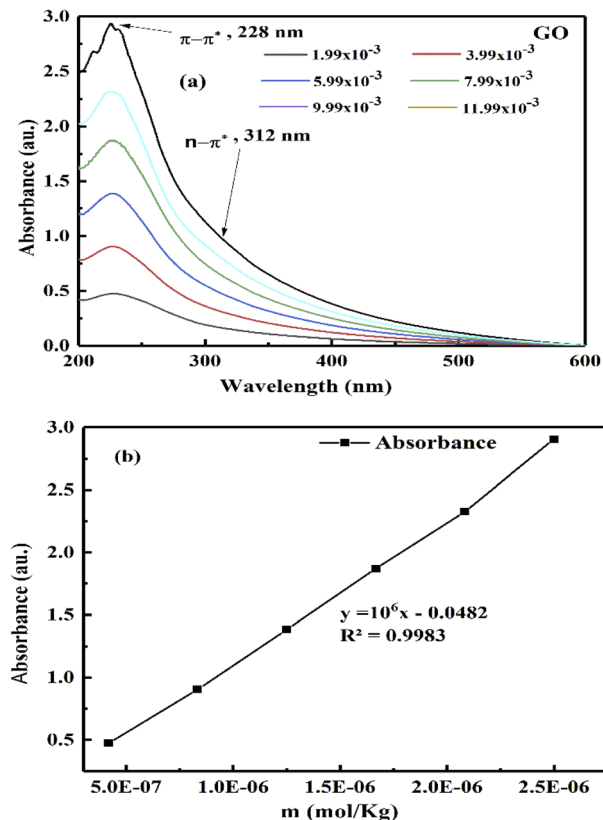 3.0
2.5
2.0
1.5
1.0
0.5
0.0
Absorbance (au.)
π–π* , 228 nm
GO
(a)
1.99x10⁻³ 3.99x10⁻³
5.99x10⁻³ 7.99x10⁻³
9.99x10⁻³ 11.99x10⁻³
n–π* , 312 nm
200 300 400 500 600
Wavelength (nm)
3.0
2.5
2.0
1.5
1.0
0.5
Absorbance (au.)
(b)
Absorbance
y =10⁶x - 0.0482
R² = 0.9983
5.0E-07 1.0E-06 1.5E-06 2.0E-06 2.5E-06
m (mol/Kg)